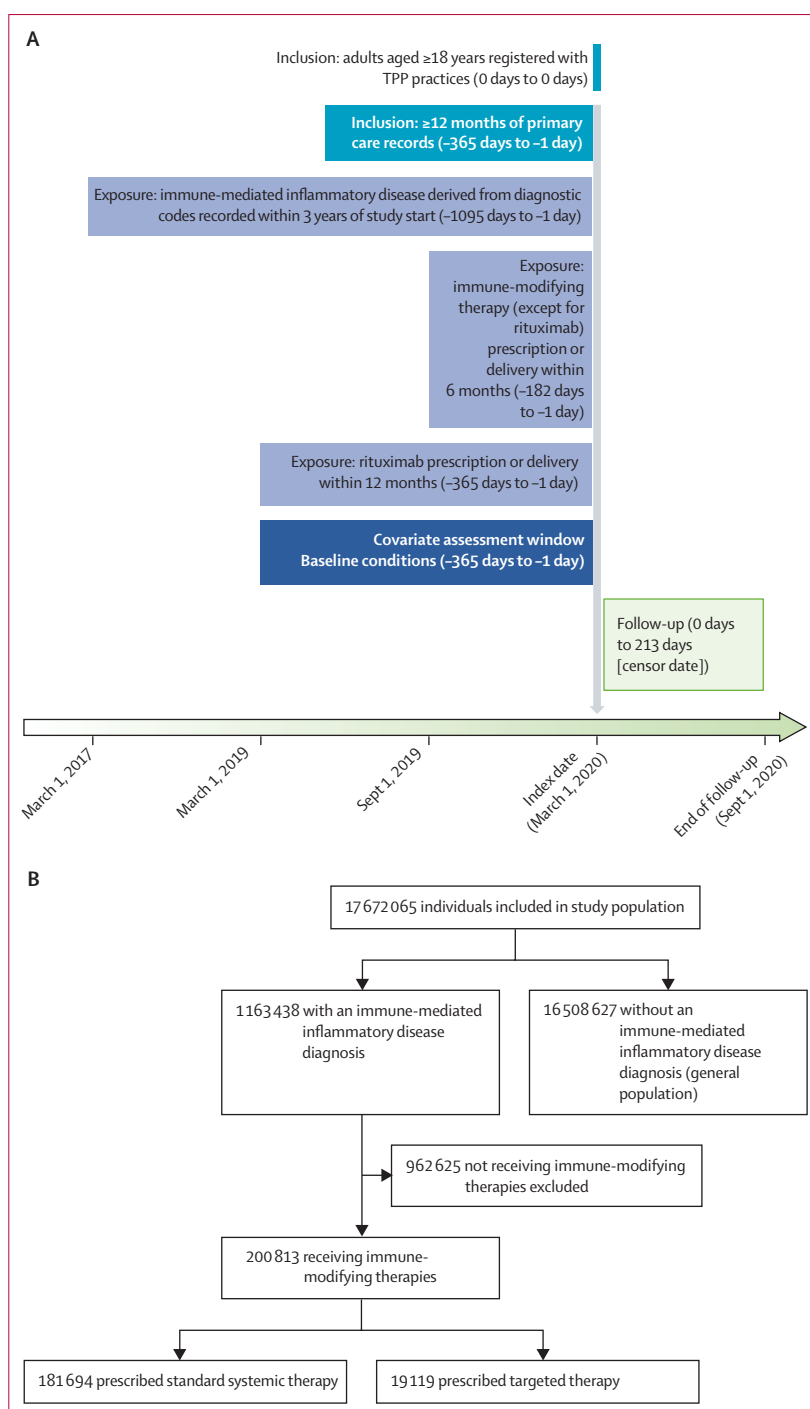 A
Inclusion: adults aged ≥18 years registered with
TPP practices (0 days to 0 days)
Inclusion: ≥12 months of primary
care records (–365 days to –1 day)
Exposure: immune-mediated inflammatory disease derived from diagnostic
codes recorded within 3 years of study start (–1095 days to –1 day)
Exposure:
immune-modifying
therapy (except for
rituximab)
prescription or
delivery within
6 months (–182 days
to –1 day)
Exposure: rituximab prescription or delivery
within 12 months (–365 days to –1 day)
Covariate assessment window
Baseline conditions (–365 days to –1 day)
Follow-up (0 days
to 213 days
[censor date])
March 1, 2017
March 1, 2019
Sept 1, 2019
Index date
(March 1, 2020)
End of follow-up
(Sept 1, 2020)
B
17 672 065 individuals included in study population
1 163 438 with an immune-mediated
inflammatory disease
diagnosis
16 508 627 without an
immune-mediated
inflammatory disease
diagnosis (general
population)
962 625 not receiving immune-modifying
therapies excluded
200 813 receiving immune-
modifying therapies
181 694 prescribed standard systemic therapy
19 119 prescribed targeted therapy